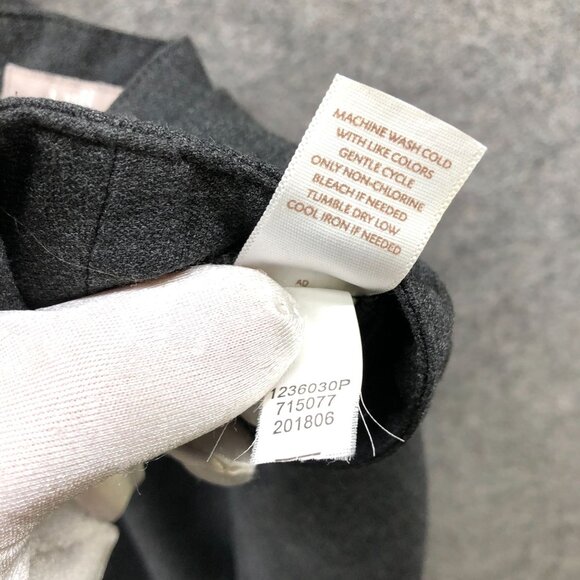 MACHINE WASH COLD
WITH LIKE COLORS
GENTLE CYCLE
ONLY NON-CHLORINE
BLEACH IF NEEDED
TUMBLE DRY LOW
COOL IRON IF NEEDED
AD
1236030P
715077
201806